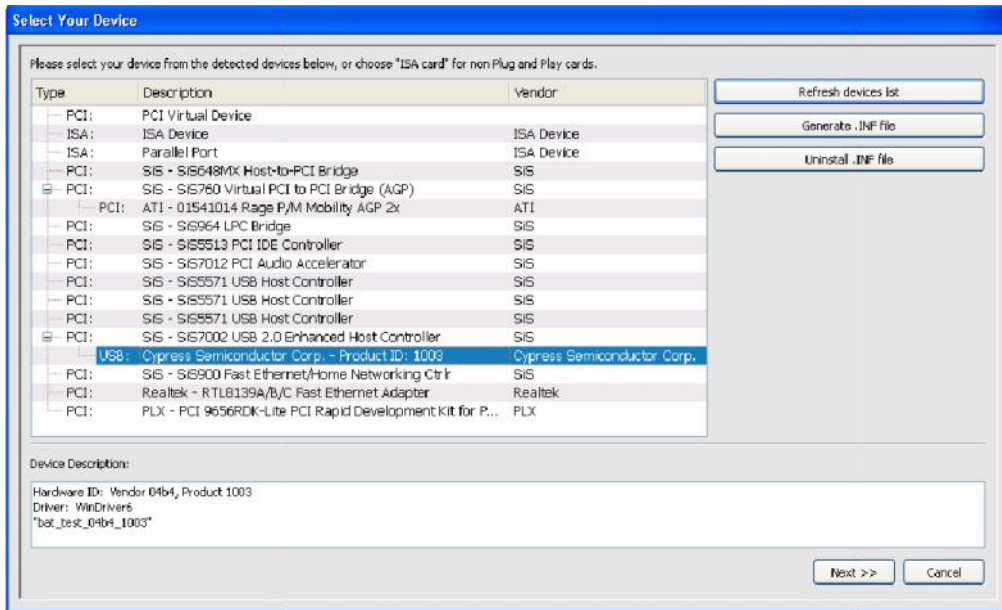 Select Your Device
Please select your device from the detected devices below, or choose "ISA card" for non Plug and Play cards.
Type Description Vendor
PCI: PCI Virtual Device
ISA: ISA Device ISA Device
ISA: Parallel Port ISA Device
PCI: SiS - SiS648MX Host-to-PCI Bridge SiS
PCI: SiS - SiS760 Virtual PCI to PCI Bridge (AGP) SiS
PCI: ATI - 01541014 Rage P/M Mobility AGP 2x ATI
PCI: SiS - SiS964 LPC Bridge SiS
PCI: SiS - SiS5513 PCI IDE Controller SiS
PCI: SiS - SiS7012 PCI Audio Accelerator SiS
PCI: SiS - SiS5571 USB Host Controller SiS
PCI: SiS - SiS5571 USB Host Controller SiS
PCI: SiS - SiS5571 USB Host Controller SiS
PCI: SiS - SiS7002 USB 2.0 Enhanced Host Controller SiS
USB: Cypress Semiconductor Corp. - Product ID: 1003 Cypress Semiconductor Corp.
PCI: SiS - SiS900 Fast Ethernet/Home Networking Ctrlr SiS
PCI: Realtek - RTL8139A/B/C Fast Ethernet Adapter Realtek
PCI: PLX - PCI 9656RDK-Lite PCI Rapid Development Kit for P... PLX
Refresh devices list
Generate .INF file
Uninstall .INF file
Device Description:
Hardware ID: Vendor 04b4, Product 1003
Driver: WinDriver6
"bat_test_04b4_1003"
Next >> Cancel